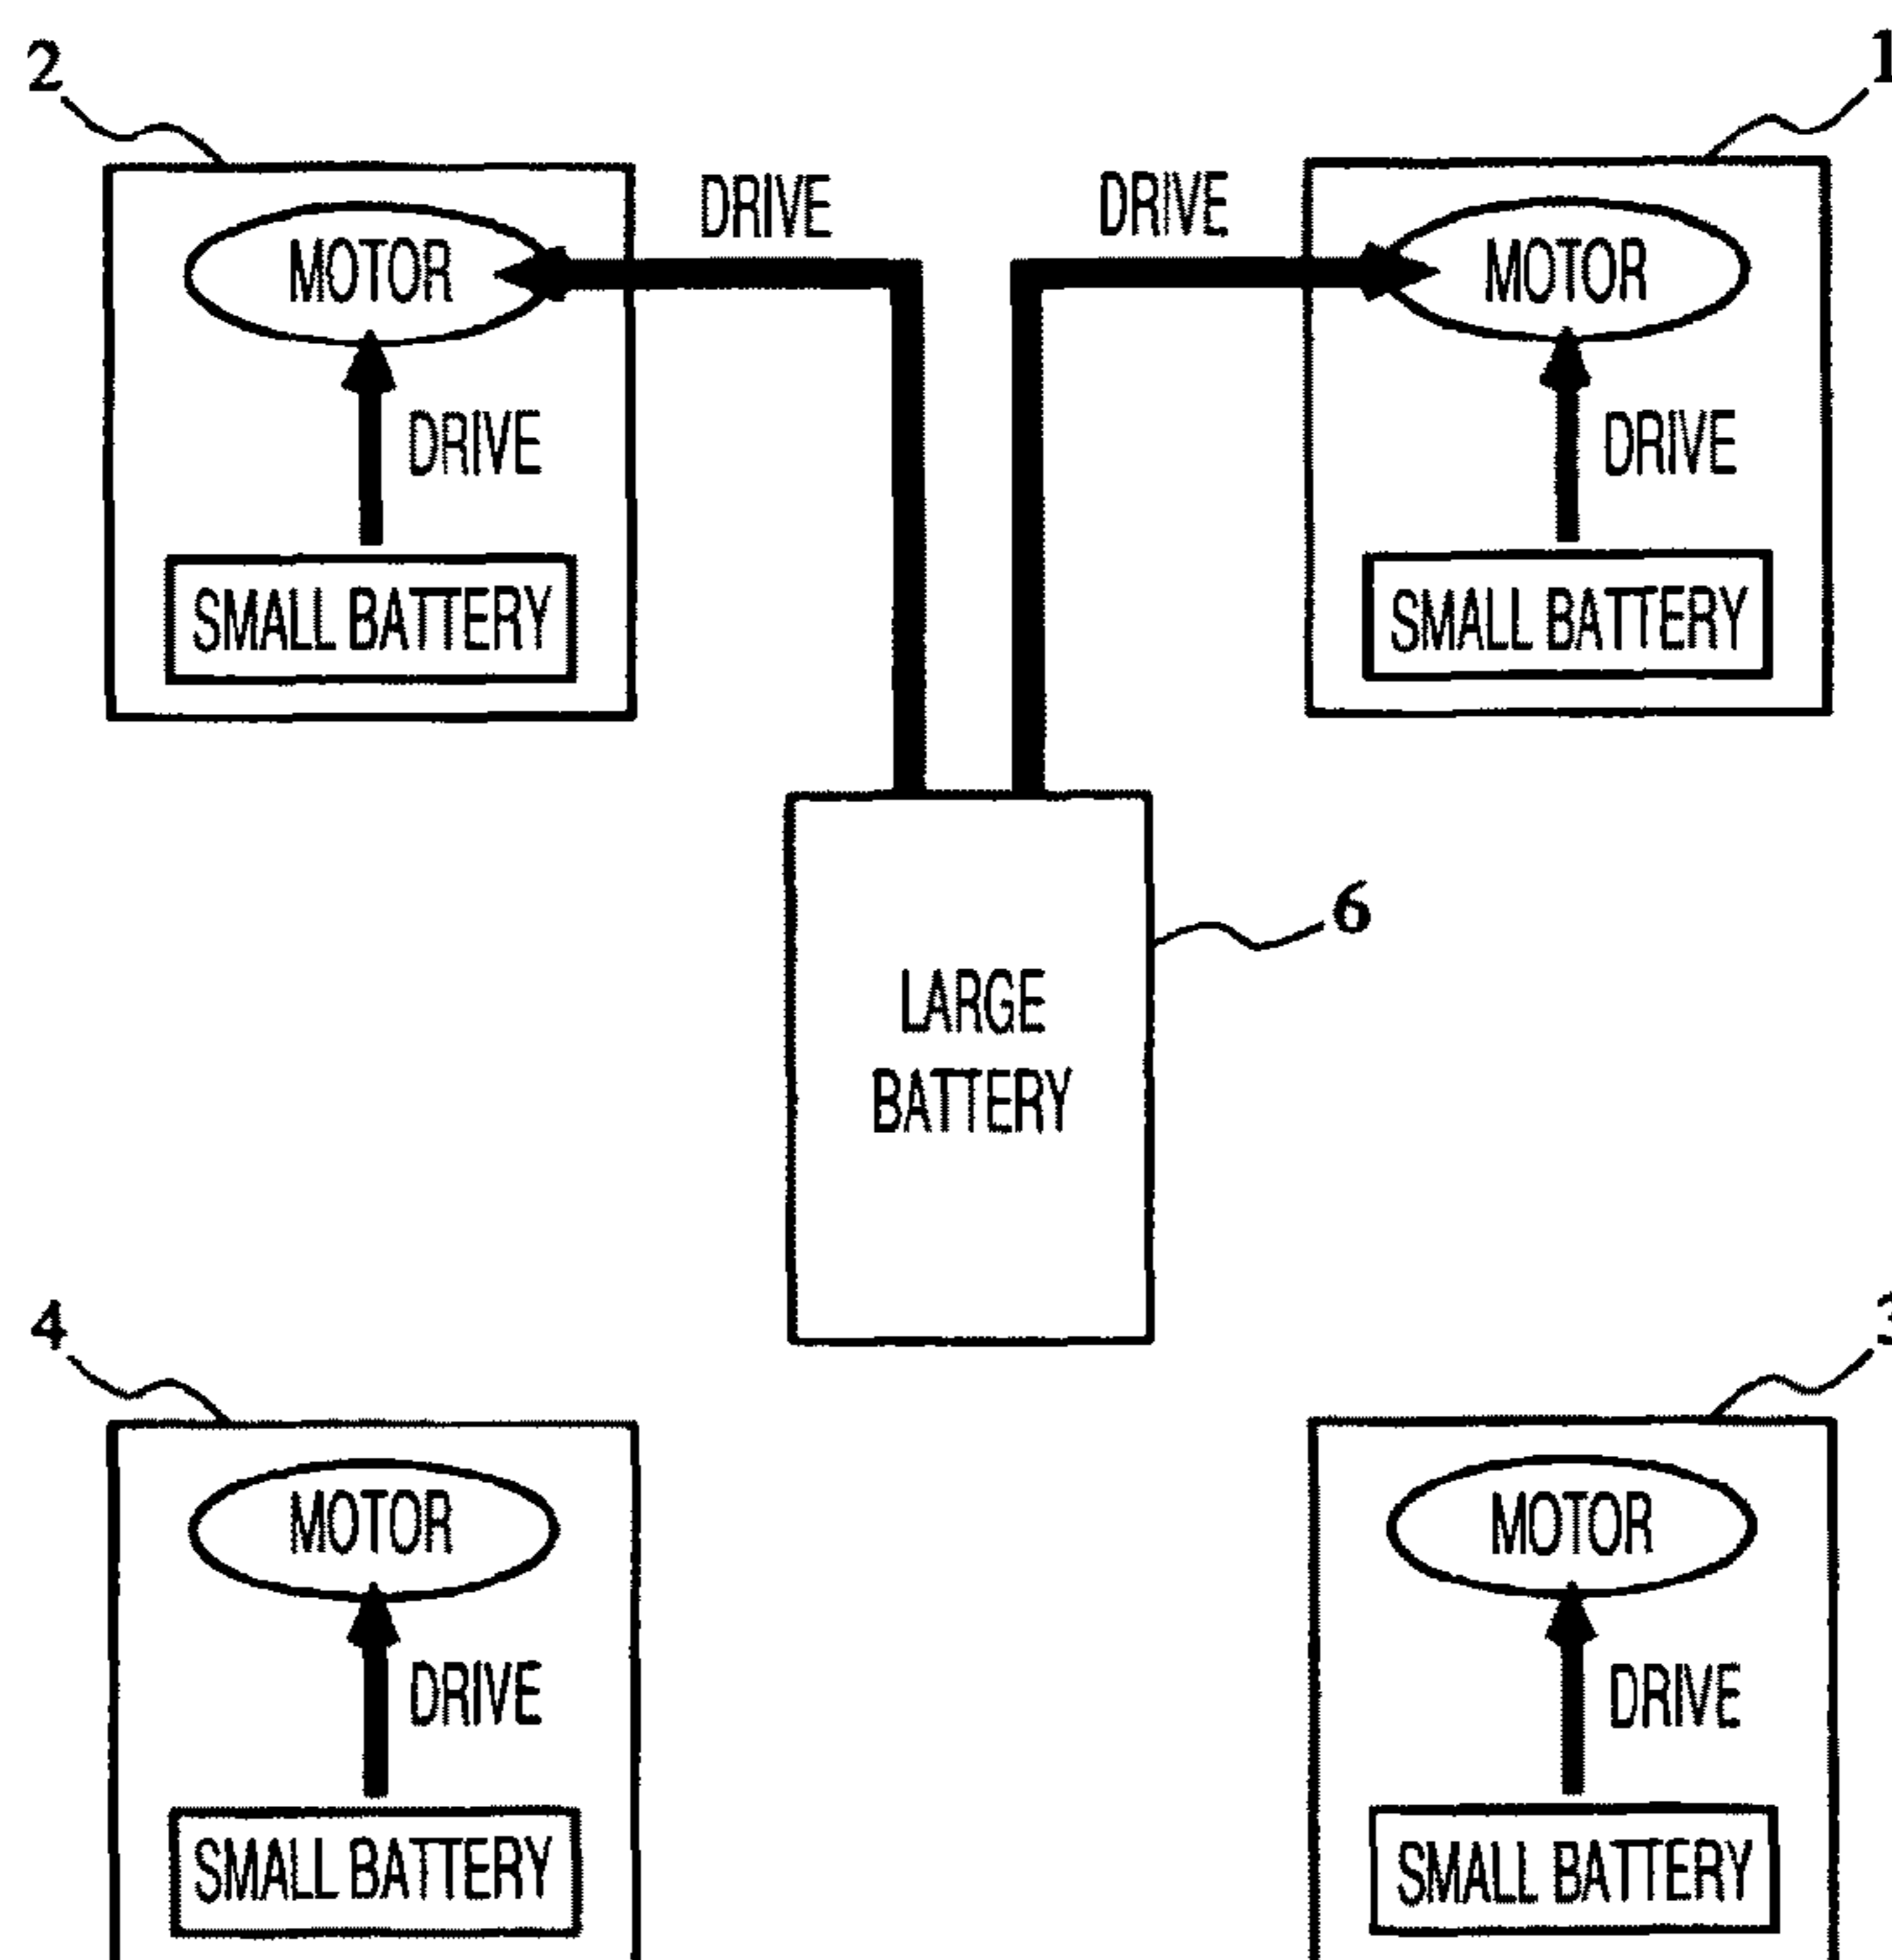 2
1
DRIVE
DRIVE
MOTOR
MOTOR
DRIVE
DRIVE
SMALL BATTERY
SMALL BATTERY
6
LARGE
BATTERY
4
3
MOTOR
MOTOR
DRIVE
DRIVE
SMALL BATTERY
SMALL BATTERY